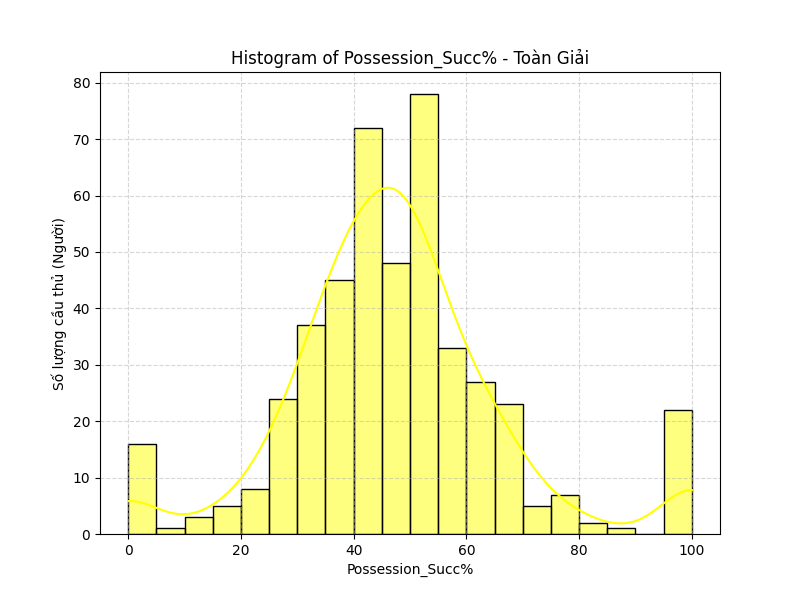 Histogram of Possession_Succ% - Toàn Giải
80
70
60
50
40
30
20
10
0
Số lượng cầu thủ (Người)
0 20 40 60 80 100
Possession_Succ%